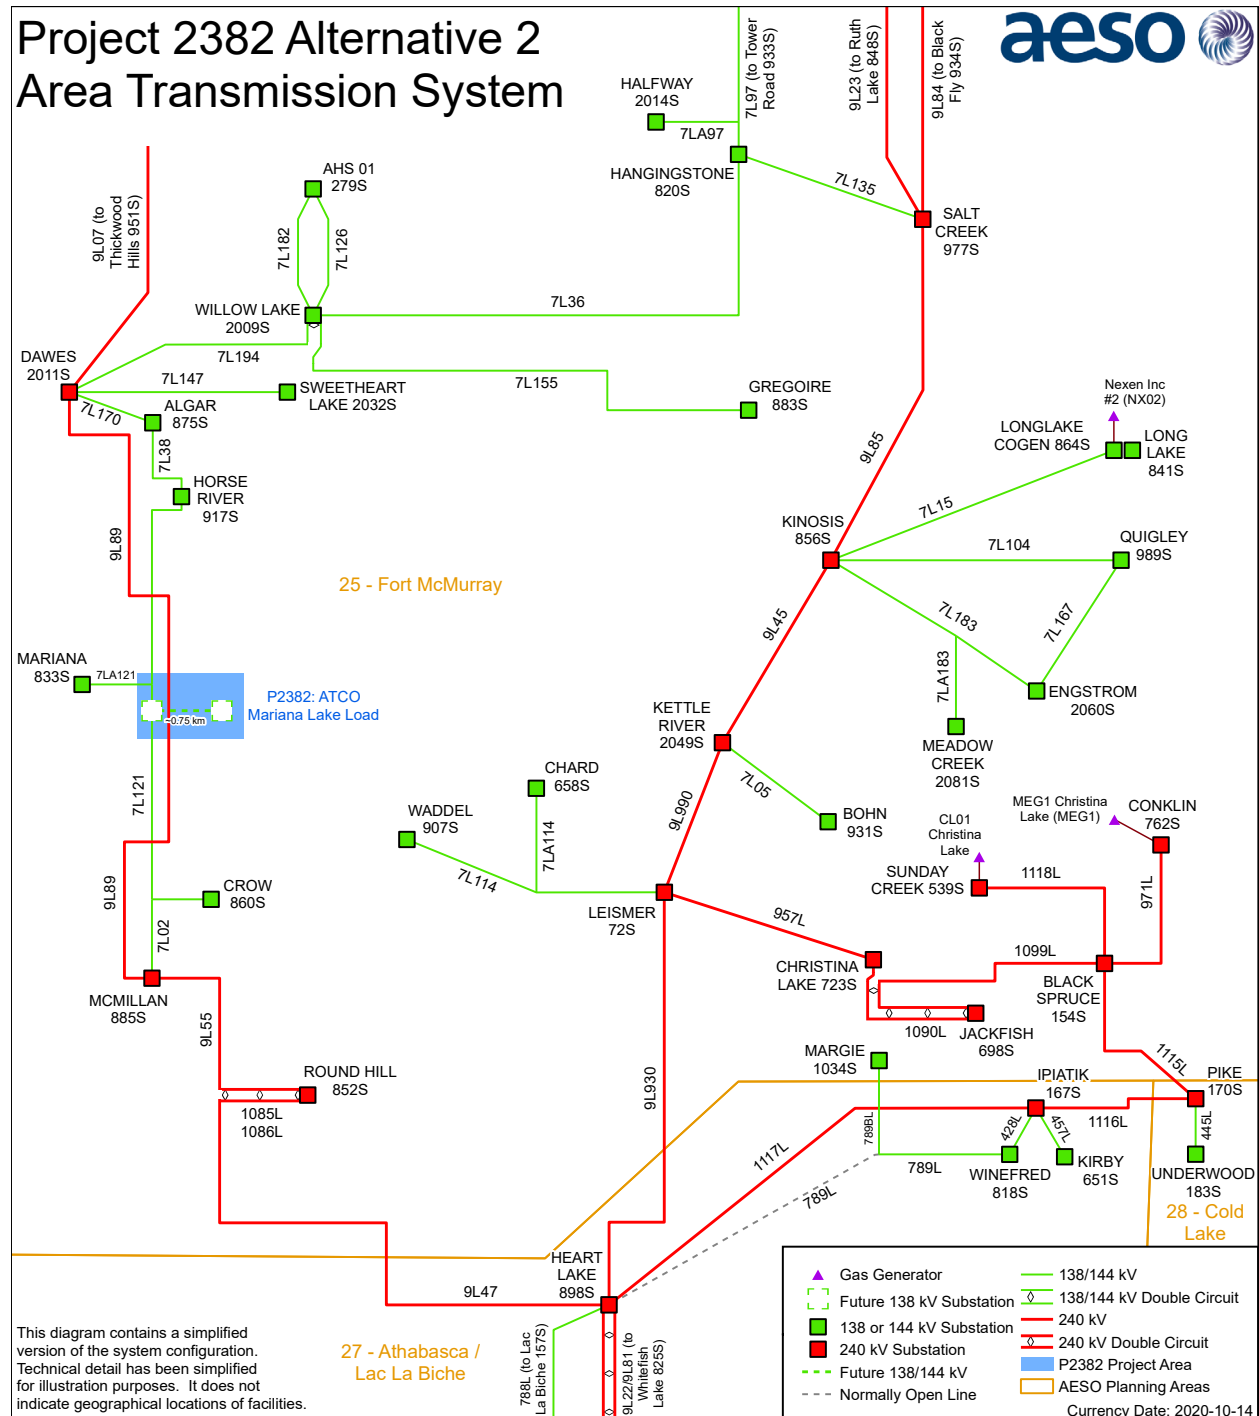 Project 2382 Alternative 2
Area Transmission System
aeso
7L97 (to Tower
Road 933S)
9L23 (to Ruth
Lake 848S)
9L84 (to Black
Fly 934S)
HALFWAY
2014S
7LA97
HANGINGSTONE
820S
7L135
SALT
CREEK
977S
9L07 (to
Thickwood
Hills 951S)
AHS 01
279S
7L182
7L126
WILLOW LAKE
2009S
7L36
DAWES
2011S
7L194
7L147
SWEETHEART
LAKE 2032S
7L155
GREGOIRE
883S
7L170
ALGAR
875S
7L38
HORSE
RIVER
917S
9L89
9L85
Nexen Inc
#2 (NX02)
LONGLAKE
COGEN 864S
LONG
LAKE
841S
7L15
KINOSIS
856S
7L104
QUIGLEY
989S
25 - Fort McMurray
9L45
7L183
7L167
MARIANA
833S
7LA121
P2382: ATCO
Mariana Lake Load
~0.75 km
7LA183
ENGSTROM
2060S
KETTLE
RIVER
2049S
MEADOW
CREEK
2081S
7L05
BOHN
931S
7L121
CHARD
658S
WADDEL
907S
7LA114
7L114
9L990
MEG1 Christina
Lake (MEG1)
CONKLIN
762S
CL01
Christina
Lake
SUNDAY
CREEK 539S
1118L
971L
9L89
CROW
860S
7L02
LEISMER
72S
957L
1099L
CHRISTINA
LAKE 723S
BLACK
SPRUCE
154S
MCMILLAN
885S
9L55
1090L
JACKFISH
698S
MARGIE
1034S
1115L
ROUND HILL
852S
1085L
1086L
9L930
IPIATIK
167S
PIKE
170S
789BL
428L
457L
1116L
445L
1117L
789L
789L
WINEFRED
818S
KIRBY
651S
UNDERWOOD
183S
28 - Cold
Lake
HEART
LAKE
898S
9L47
27 - Athabasca /
Lac La Biche
788L (to Lac
La Biche 157S)
9L22/9L81 (to
Whitefish
Lake 825S)
This diagram contains a simplified
version of the system configuration.
Technical detail has been simplified
for illustration purposes. It does not
indicate geographical locations of facilities.
Gas Generator
Future 138 kV Substation
138 or 144 kV Substation
240 kV Substation
Future 138/144 kV
Normally Open Line
138/144 kV
138/144 kV Double Circuit
240 kV
240 kV Double Circuit
P2382 Project Area
AESO Planning Areas
Currency Date: 2020-10-14